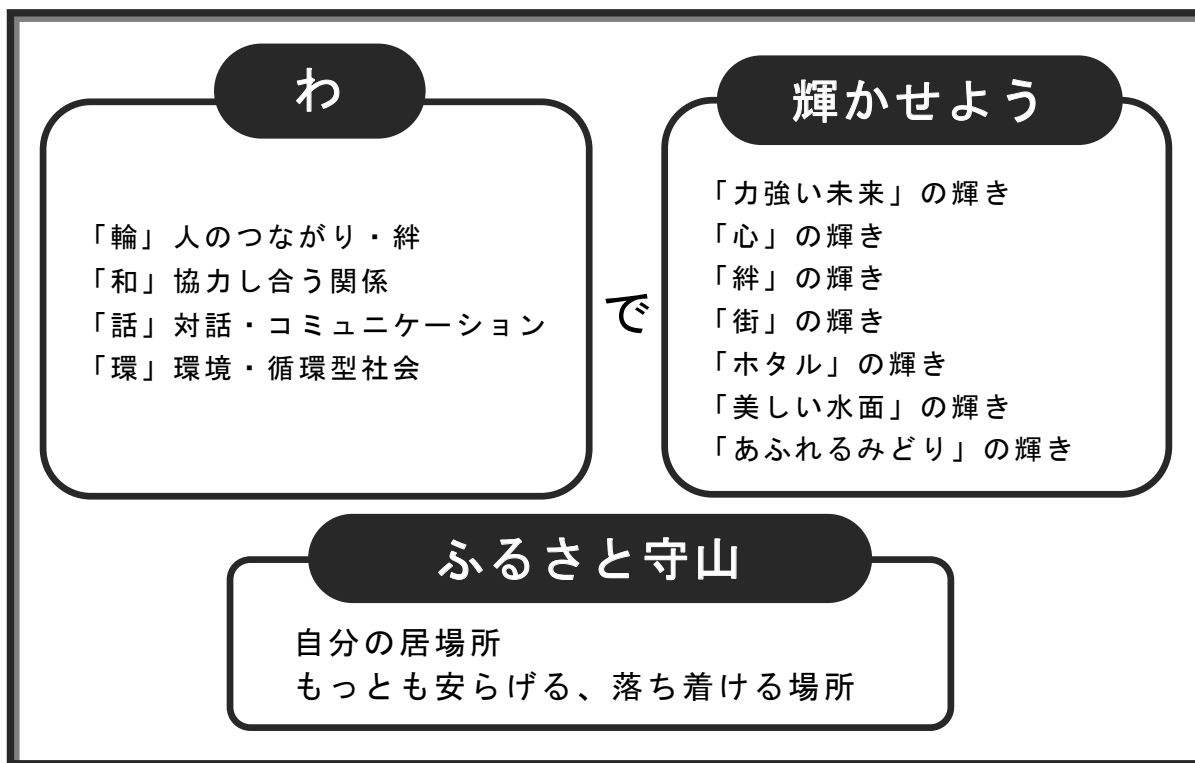 わ
「輪」人のつながり・絆
「和」協力し合う関係
「話」対話・コミュニケーション
「環」環境・循環型社会
で
輝かせよう
「力強い未来」の輝き
「心」の輝き
「絆」の輝き
「街」の輝き
「ホタル」の輝き
「美しい水面」の輝き
「あふれるみどり」の輝き
ふるさと守山
自分の居場所
もっとも安らげる、落ち着ける場所